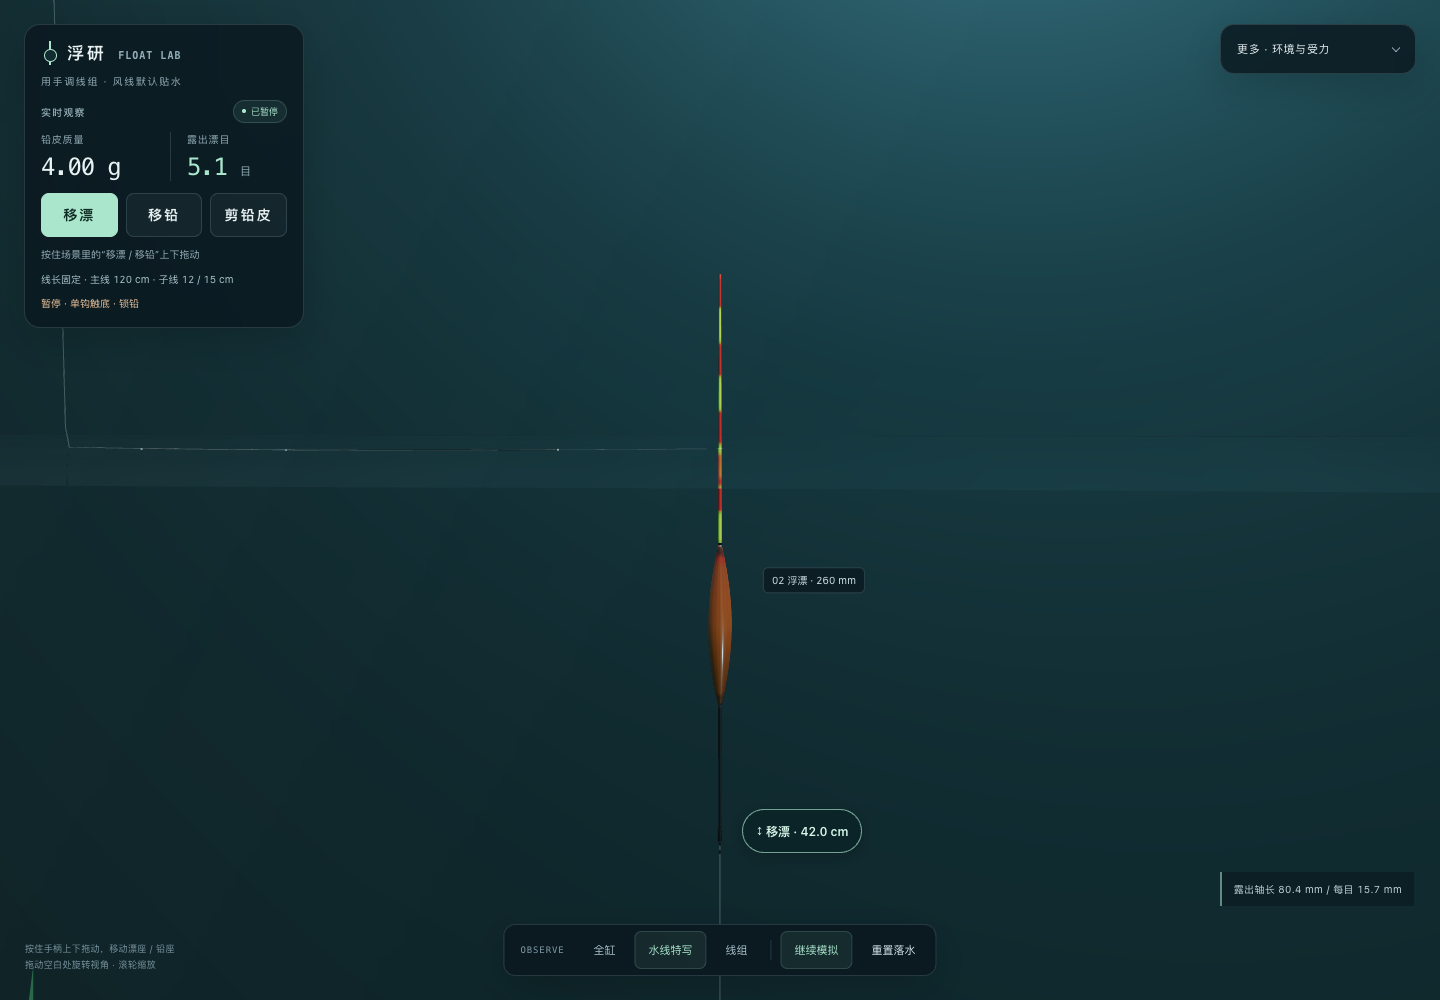 浮研 FLOAT LAB
用手调线组 · 风线默认贴水
实时观察
已暂停
铅皮质量
4.00 g
露出漂目
5.1 目
移漂
移铅
剪铅皮
按住场景里的“移漂 / 移铅”上下拖动
线长固定 · 主线 120 cm · 子线 12 / 15 cm
暂停 · 单钩触底 · 锁铅
更多 · 环境与受力
02 浮漂 · 260 mm
↕ 移漂 · 42.0 cm
露出轴长 80.4 mm / 每目 15.7 mm
按住手柄上下拖动，移动漂座 / 铅座
拖动空白处旋转视角 · 滚轮缩放
OBSERVE 全缸 水线特写 线组 继续模拟 重置落水